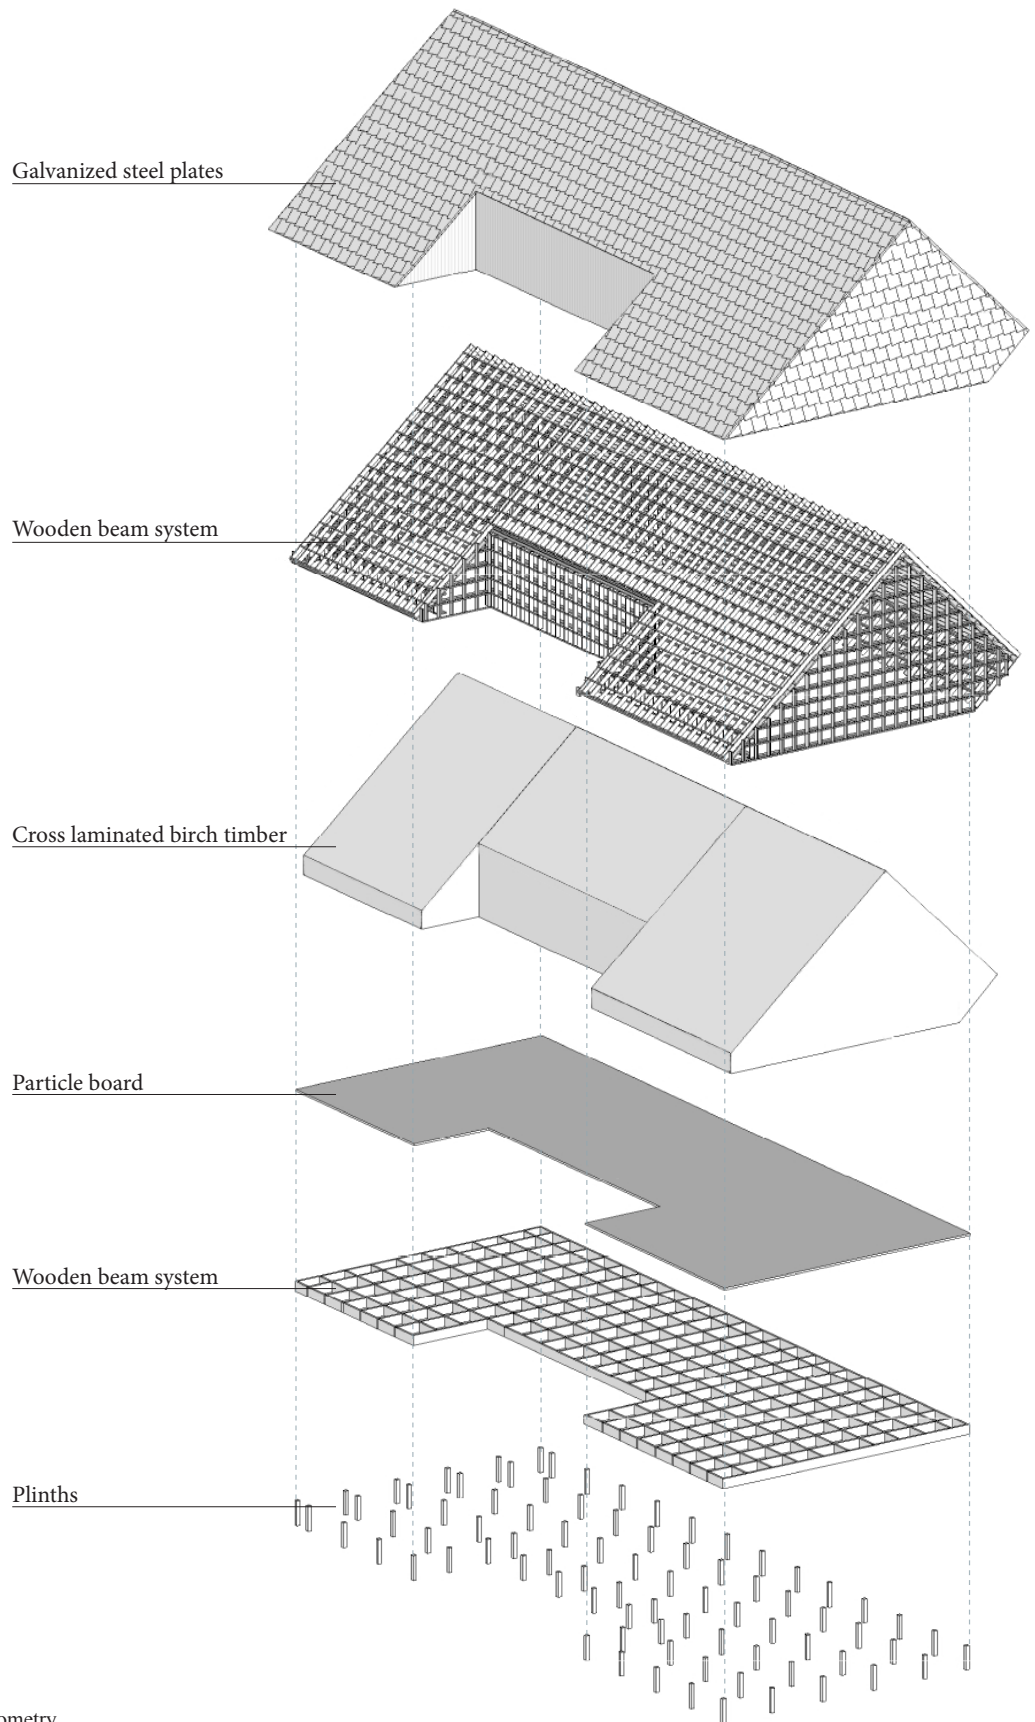 Galvanized steel plates
Wooden beam system
Cross laminated birch timber
Particle board
Wooden beam system
Plinths